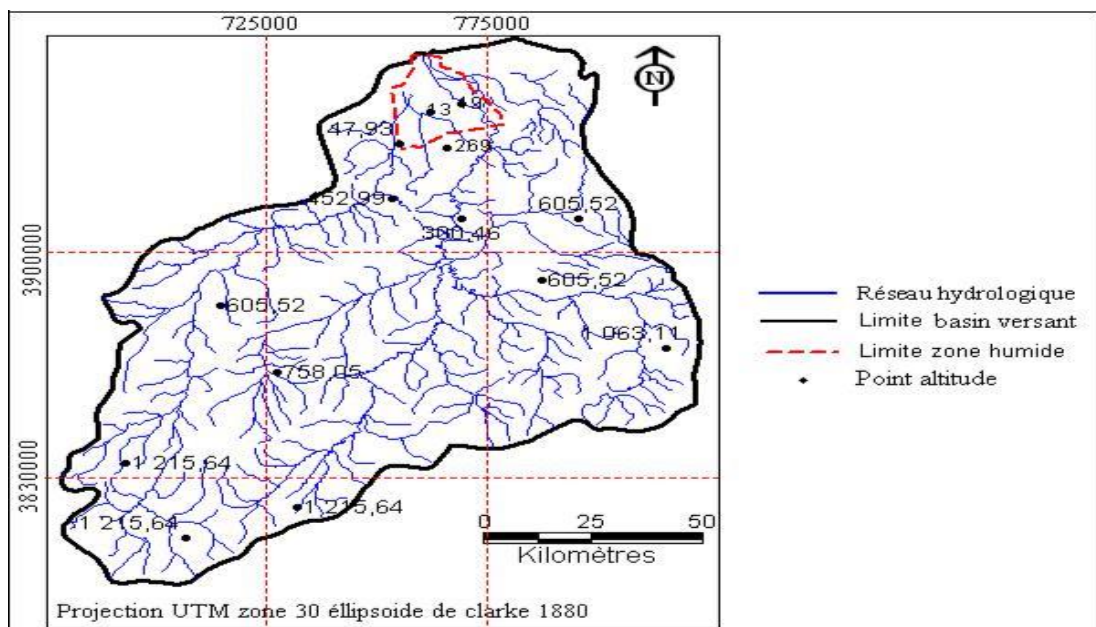 725000 775000
N
19
13
47,93
269
452,99
605,52
300,46
3900000
605,52
605,52
1 063,11
758,05
3830000
1 215,64
1 215,64
1 215,64
0 25 50
Kilomètres
Projection UTM zone 30 éllipsoide de clarke 1880
Réseau hydrologique
Limite basin versant
Limite zone humide
Point altitude